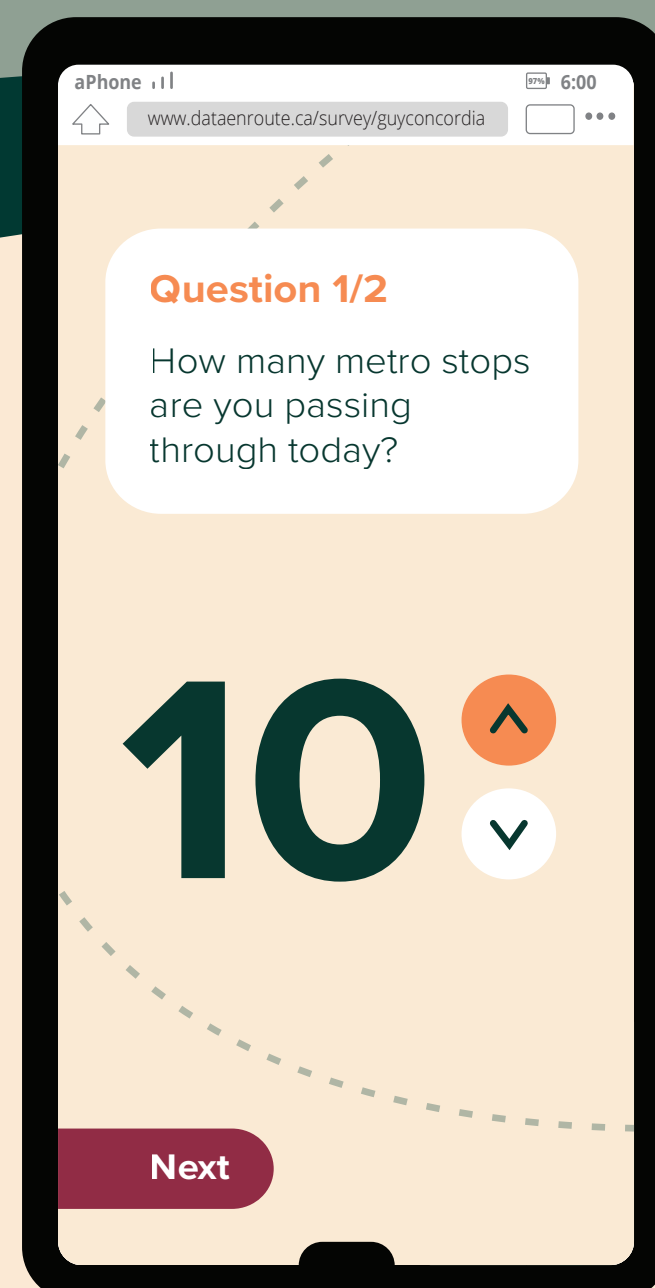 aPhone
97% 6:00
www.dataenroute.ca/survey/guyconcordia
Question 1/2
How many metro stops
are you passing
through today?
10
Next